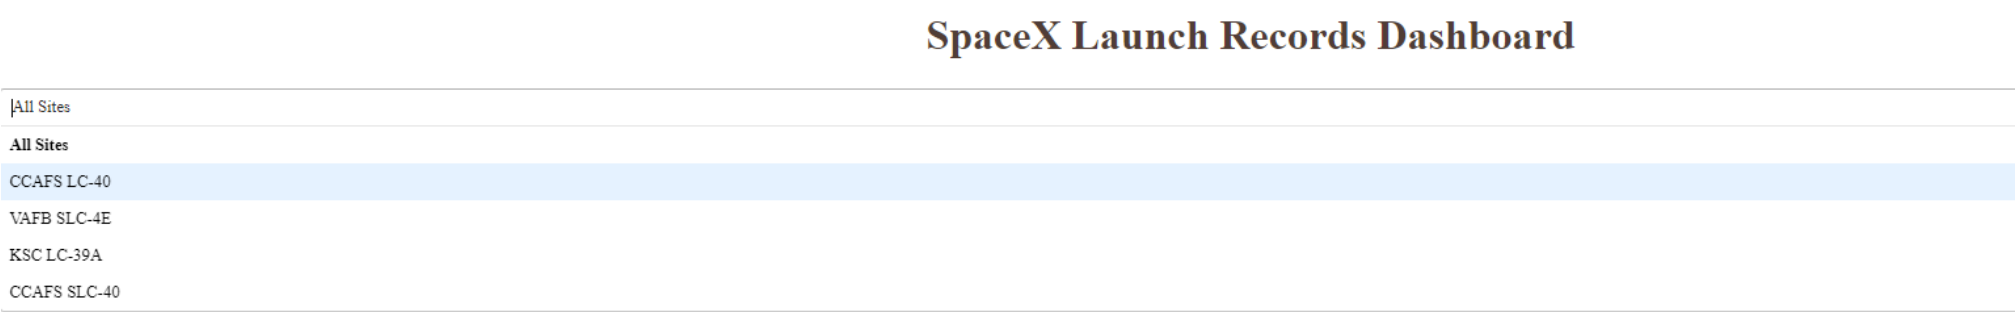 SpaceX Launch Records Dashboard
All Sites
All Sites
CCAFS LC-40
VAFB SLC-4E
KSC LC-39A
CCAFS SLC-40